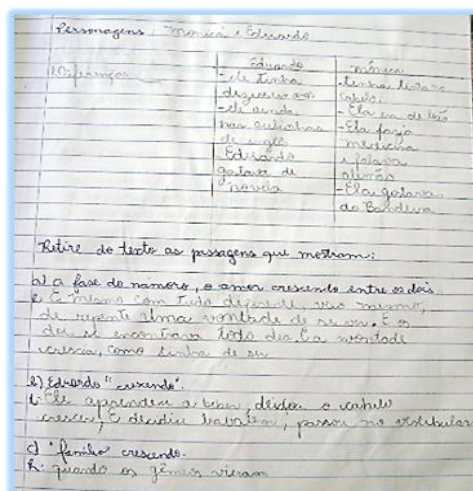 Personagens: Mônica e Eduardo
Diferenças
Eduardo
- ele tinha
dezesseis anos
- ele ainda
nas aulinhas
de inglê
- Eduardo
gostava de
novela
Mônica
- tinha tinta no
cabelo
- Ela era de leão
- Ela fazia
medicina
e falava
alemão
- Ela gostava
do Bandeira
Retire do texto as passagens que mostram:
a) a fase do namoro, o amor crescendo entre os dois
E mesmo com tudo diferente, veio mesmo,
de repente uma vontade de se ver. E os
dois se encontravam todo dia E a vontade
crescia, como tinha de ser
b) Eduardo "crescendo".
Ele aprendeu a beber, deixou o cabelo
crescer, E decidiu trabalhar, passou no vestibular
c) "família" crescendo.
R: quando os gêmeos vieram